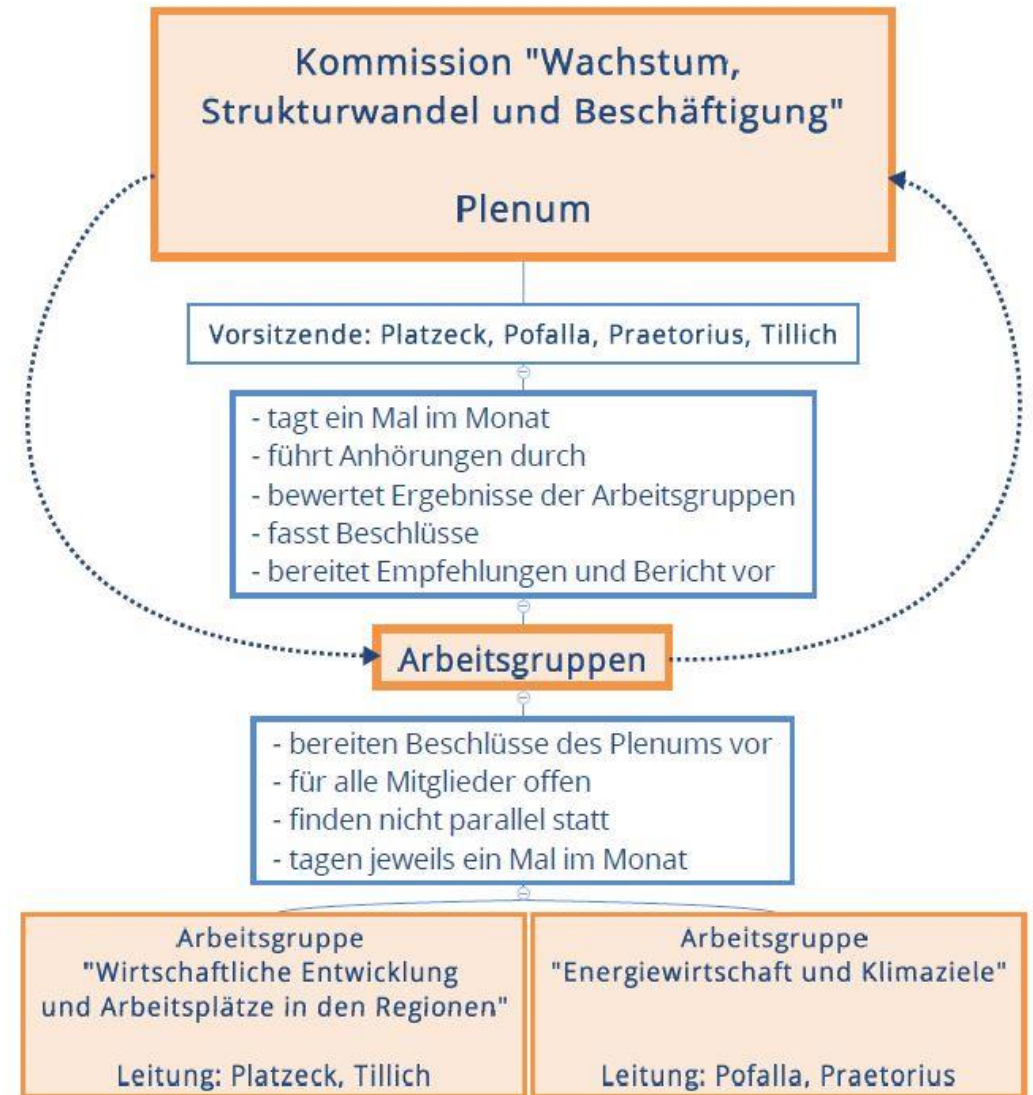 Kommission "Wachstum,
Strukturwandel und Beschäftigung"
Plenum
Vorsitzende: Platzeck, Pofalla, Praetorius, Tillich
- tagt ein Mal im Monat
- führt Anhörungen durch
- bewertet Ergebnisse der Arbeitsgruppen
- fasst Beschlüsse
- bereitet Empfehlungen und Bericht vor
Arbeitsgruppen
- bereiten Beschlüsse des Plenums vor
- für alle Mitglieder offen
- finden nicht parallel statt
- tagen jeweils ein Mal im Monat
Arbeitsgruppe
"Wirtschaftliche Entwicklung
und Arbeitsplätze in den Regionen"
Leitung: Platzeck, Tillich
Arbeitsgruppe
"Energiewirtschaft und Klimaziele"
Leitung: Pofalla, Praetorius